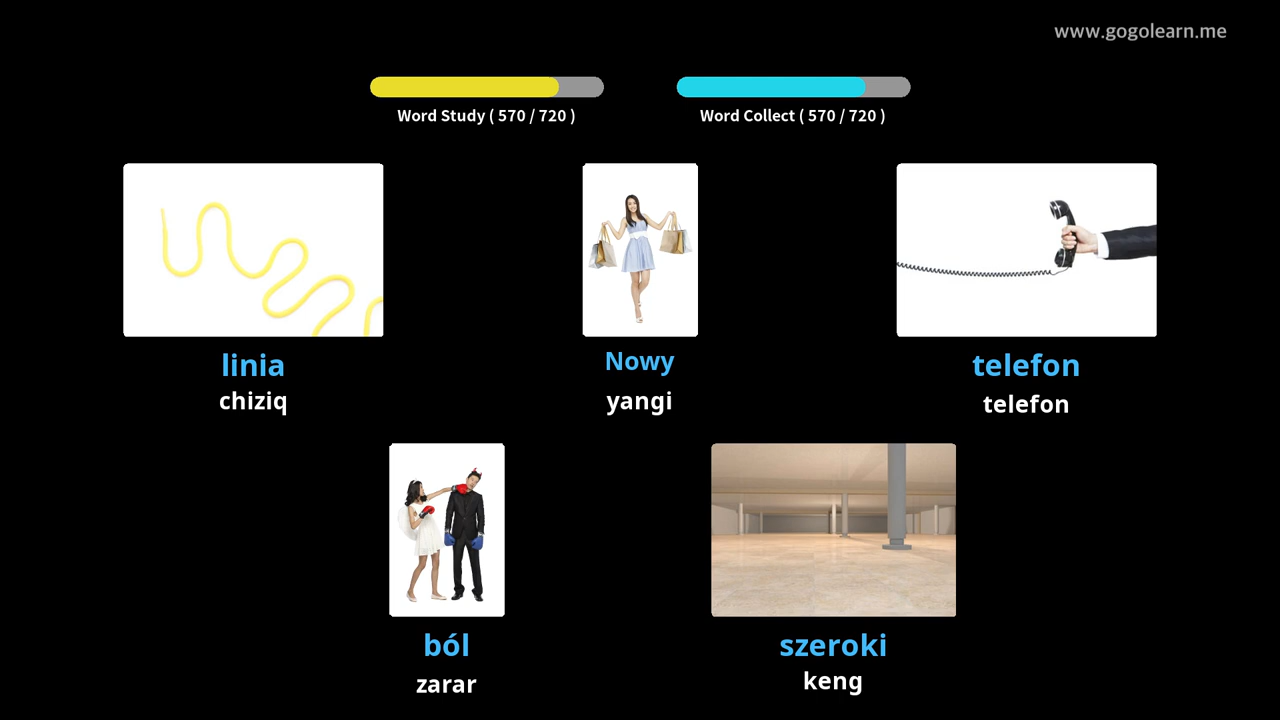 www.gogolearn.me
Word Study ( 570 / 720 )
Word Collect ( 570 / 720 )
linia
chiziq
Nowy
yangi
telefon
telefon
ból
zarar
szeroki
keng